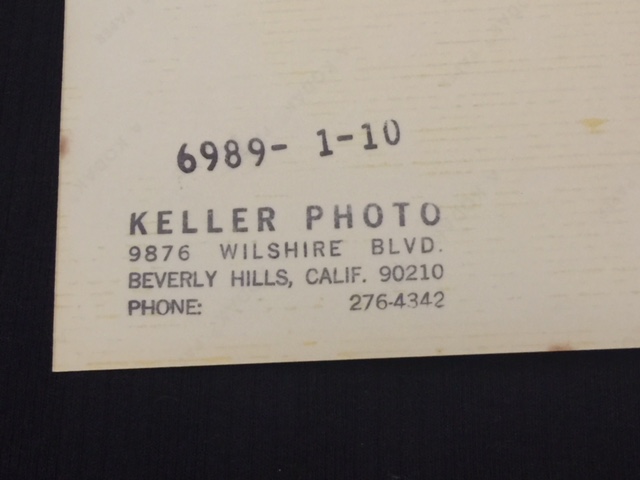 6989- 1-10
KELLER PHOTO
9876 WILSHIRE BLVD.
BEVERLY HILLS, CALIF. 90210
PHONE: 276-4342